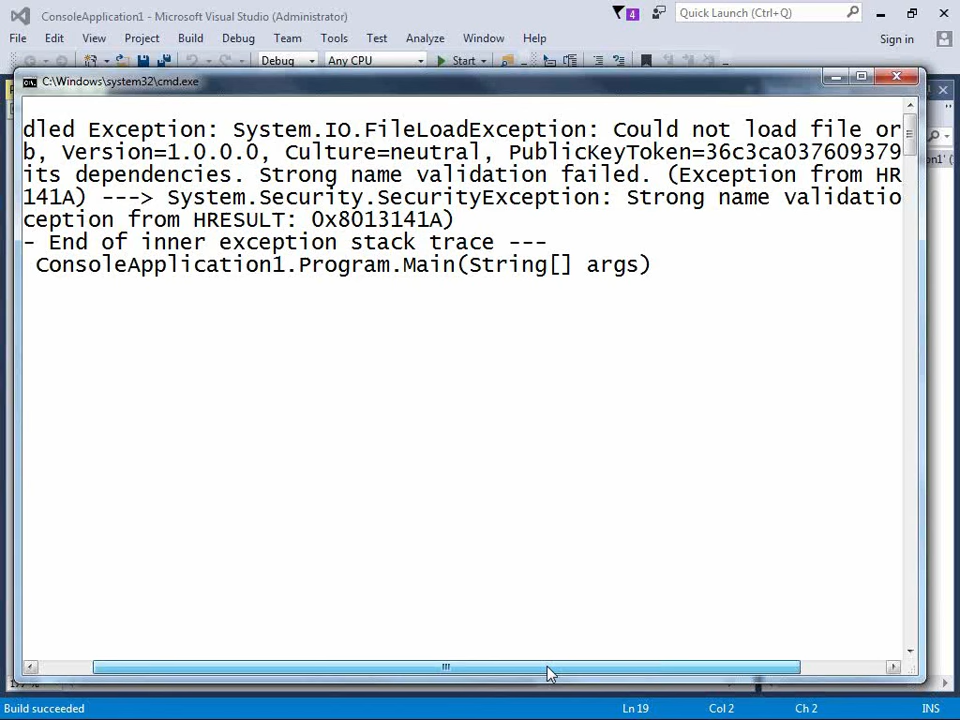 ConsoleApplication1 - Microsoft Visual Studio (Administrator)
4
Quick Launch (Ctrl+Q)
File Edit View Project Build Debug Team Tools Test Analyze Window Help
Sign in
Debug Any CPU Start
C:\Windows\system32\cmd.exe
dled Exception: System.IO.FileLoadException: Could not load file or
b, Version=1.0.0.0, Culture=neutral, PublicKeyToken=36c3ca037609379
its dependencies. Strong name validation failed. (Exception from HR
141A) ---> System.Security.SecurityException: Strong name validatio
ception from HRESULT: 0x8013141A)
- End of inner exception stack trace ---
ConsoleApplication1.Program.Main(String[] args)
Build succeeded
Ln 19 Col 2 Ch 2 INS